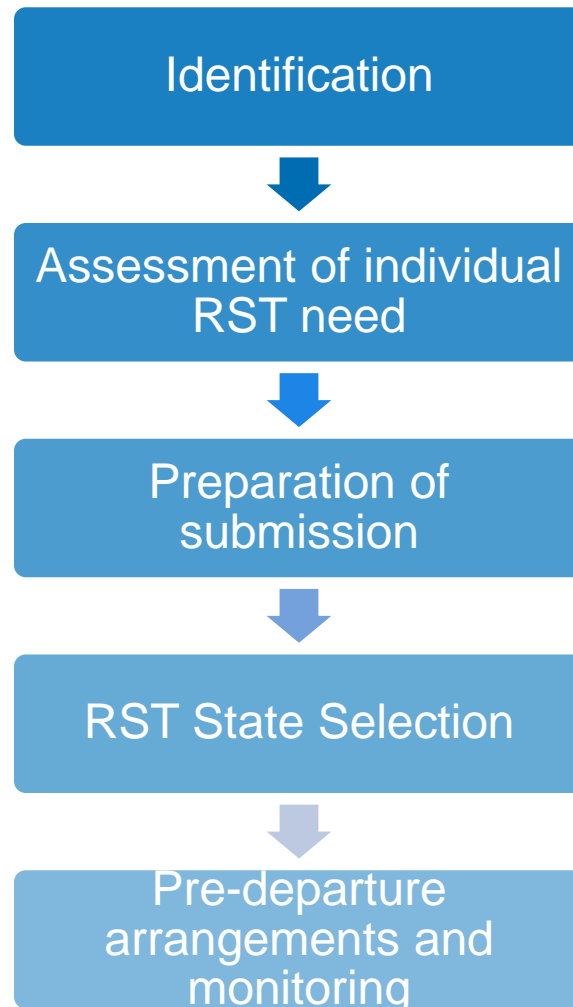 Identification
Assessment of individual
RST need
Preparation of
submission
RST State Selection
Pre-departure
arrangements and
monitoring